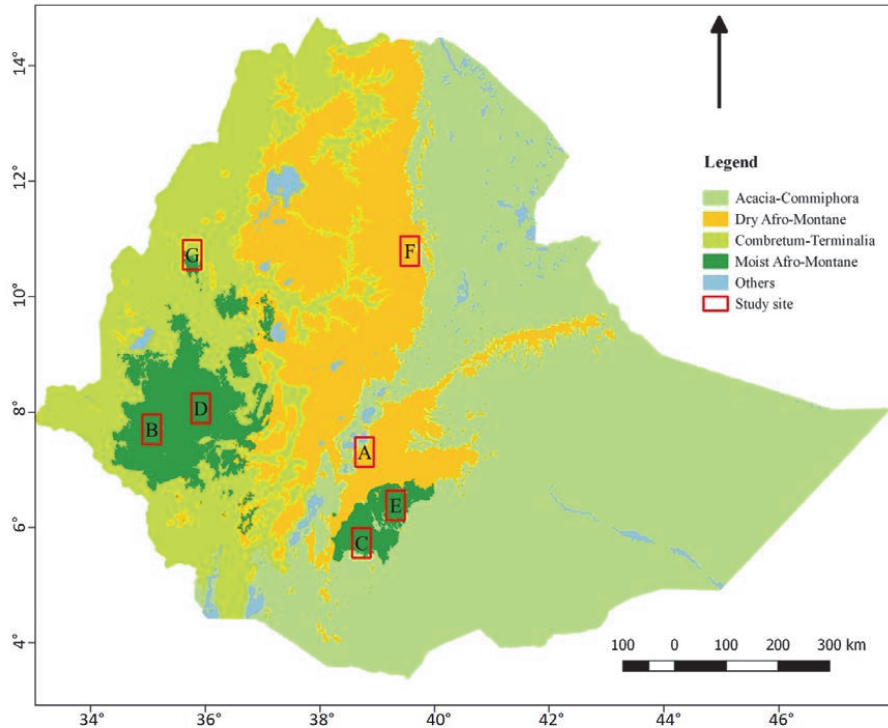 14°
12°
10°
8°
6°
4°
G
F
D
B
A
E
C
Legend
Acacia-Commiphora
Dry Afro-Montane
Combretum-Terminalia
Moist Afro-Montane
Others
Study site
100 0 100 200 300 km
34° 36° 38° 40° 42° 44° 46°